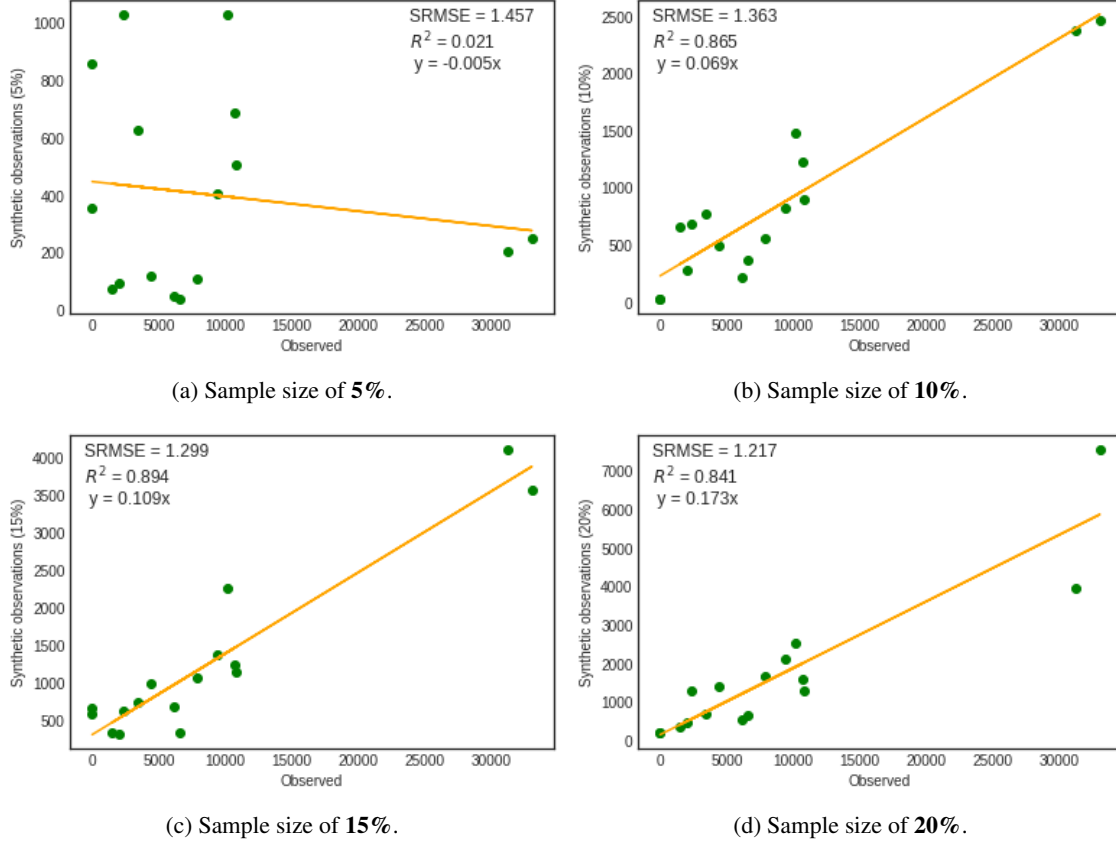 SRMSE = 1.457
R² = 0.021
y = -0.005x
Synthetic observations (5%)
1000
800
600
400
200
0
0 5000 10000 15000 20000 25000 30000
Observed
(a) Sample size of 5%.
SRMSE = 1.363
R² = 0.865
y = 0.069x
Synthetic observations (10%)
2500
2000
1500
1000
500
0
0 5000 10000 15000 20000 25000 30000
Observed
(b) Sample size of 10%.
SRMSE = 1.299
R² = 0.894
y = 0.109x
Synthetic observations (15%)
4000
3500
3000
2500
2000
1500
1000
500
0 5000 10000 15000 20000 25000 30000
Observed
(c) Sample size of 15%.
SRMSE = 1.217
R² = 0.841
y = 0.173x
Synthetic observations (20%)
7000
6000
5000
4000
3000
2000
1000
0
0 5000 10000 15000 20000 25000 30000
Observed
(d) Sample size of 20%.